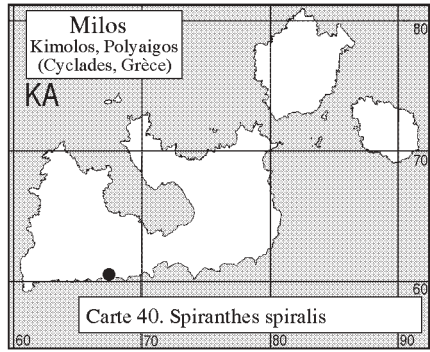 Milos
Kimolos, Polyaigos
(Cyclades, Grèce)
KA
80
70
60
Carte 40. Spiranthes spiralis
60
70
80
90